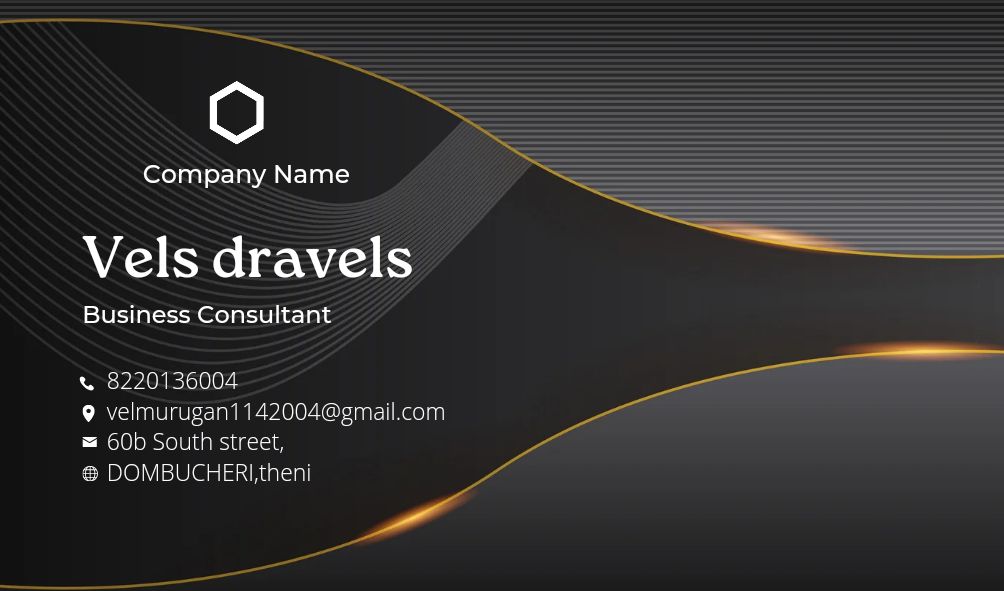 Company Name
Vels dravels
Business Consultant
8220136004
velmurugan1142004@gmail.com
60b South street,
DOMBUCHERI,theni